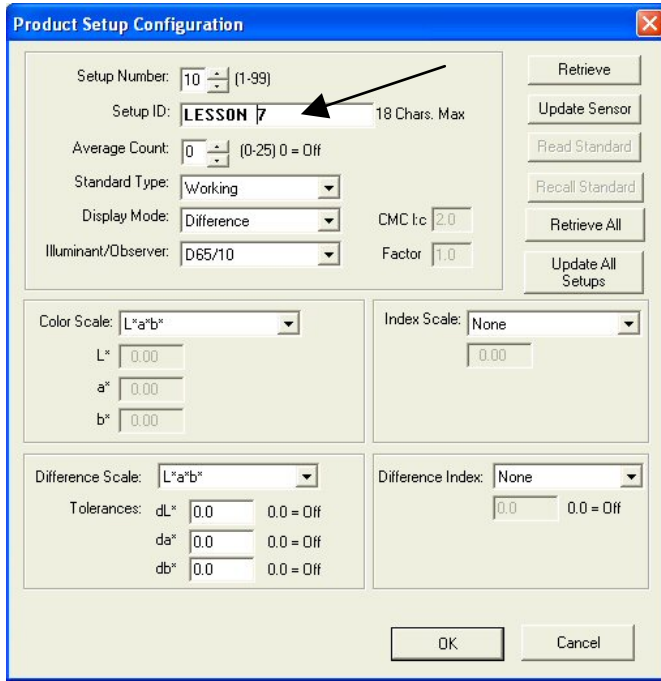 Product Setup Configuration
Setup Number: 10 (1-99)
Retrieve
Setup ID: LESSON 7 18 Chars. Max
Update Sensor
Average Count: 0 (0-25) 0 = Off
Read Standard
Standard Type: Working
Recall Standard
Display Mode: Difference CMC l:c 2.0
Retrieve All
Illuminant/Observer: D65/10 Factor 1.0
Update All
Setups
Color Scale: L*a*b*
L* 0.00
a* 0.00
b* 0.00
Index Scale: None
0.00
Difference Scale: L*a*b*
Tolerances: dL* 0.0 0.0 = Off
da* 0.0 0.0 = Off
db* 0.0 0.0 = Off
Difference Index: None
0.0 0.0 = Off
OK
Cancel